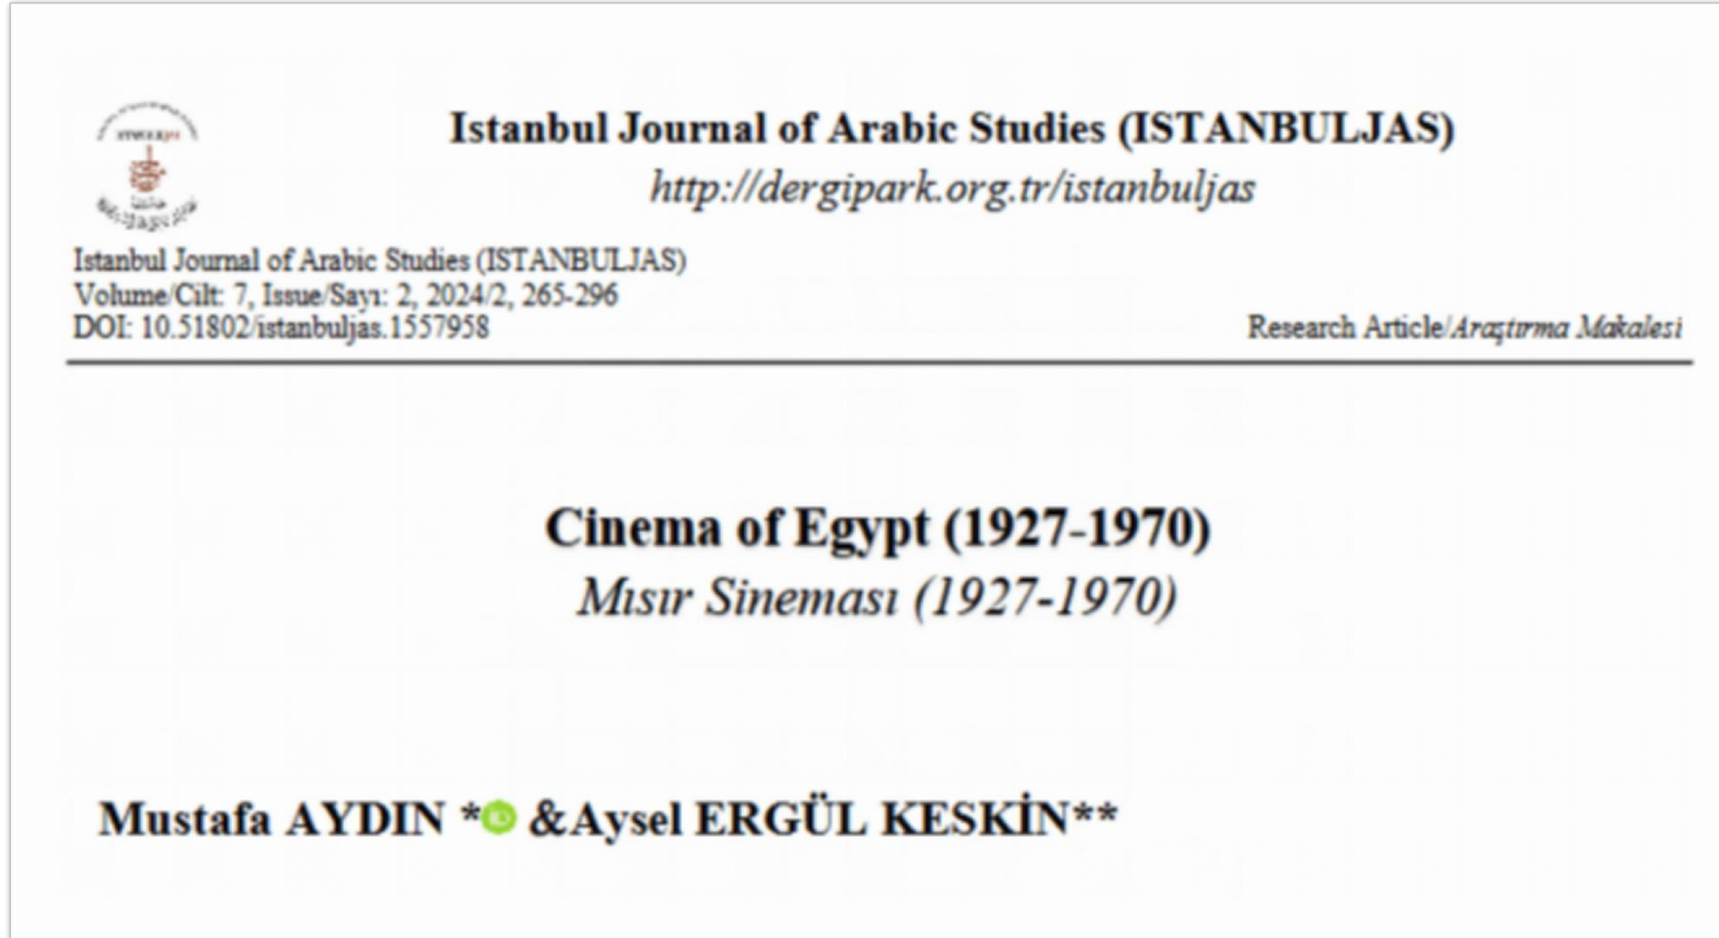 Istanbul Journal of Arabic Studies (ISTANBULJAS)
http://dergipark.org.tr/istanbuljas
Istanbul Journal of Arabic Studies (ISTANBULJAS)
Volume/Cilt: 7, Issue/Sayı: 2, 2024/2, 265-296
DOI: 10.51802/istanbuljas.1557958
Research Article/Araştırma Makalesi
Cinema of Egypt (1927-1970)
Mısır Sineması (1927-1970)
Mustafa AYDIN * iD &Aysel ERGÜL KESKİN**